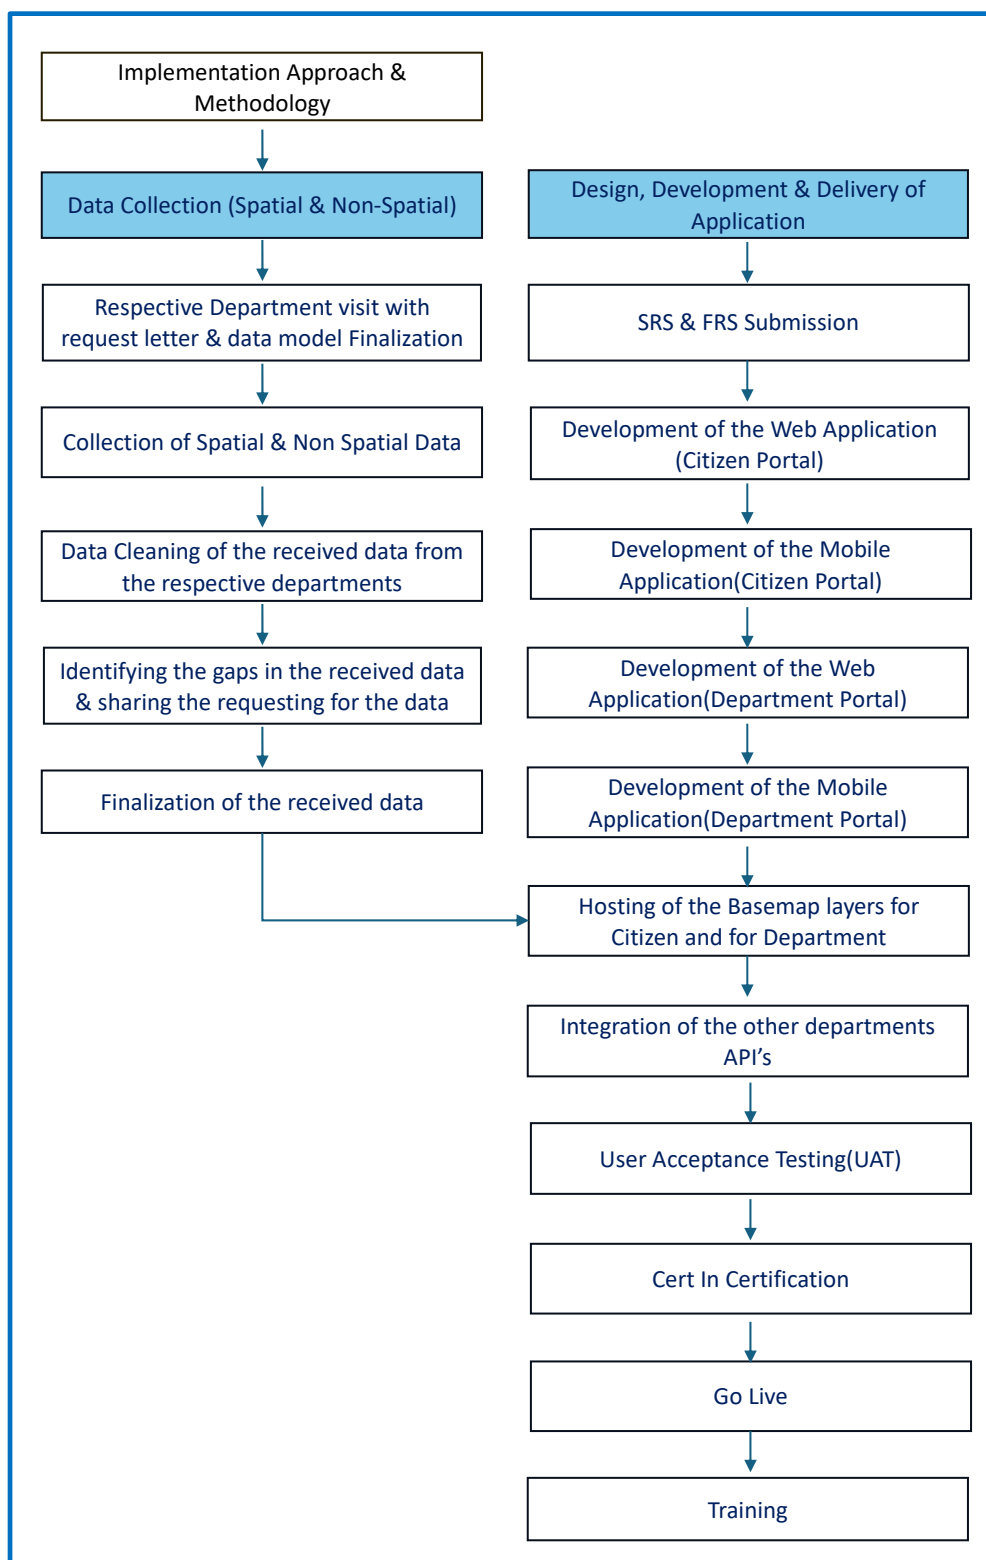 Implementation Approach &
Methodology
Data Collection (Spatial & Non-Spatial)
Respective Department visit with
request letter & data model Finalization
Collection of Spatial & Non Spatial Data
Data Cleaning of the received data from
the respective departments
Identifying the gaps in the received data
& sharing the requesting for the data
Finalization of the received data
Design, Development & Delivery of
Application
SRS & FRS Submission
Development of the Web Application
(Citizen Portal)
Development of the Mobile
Application(Citizen Portal)
Development of the Web
Application(Department Portal)
Development of the Mobile
Application(Department Portal)
Hosting of the Basemap layers for
Citizen and for Department
Integration of the other departments
API’s
User Acceptance Testing(UAT)
Cert In Certification
Go Live
Training